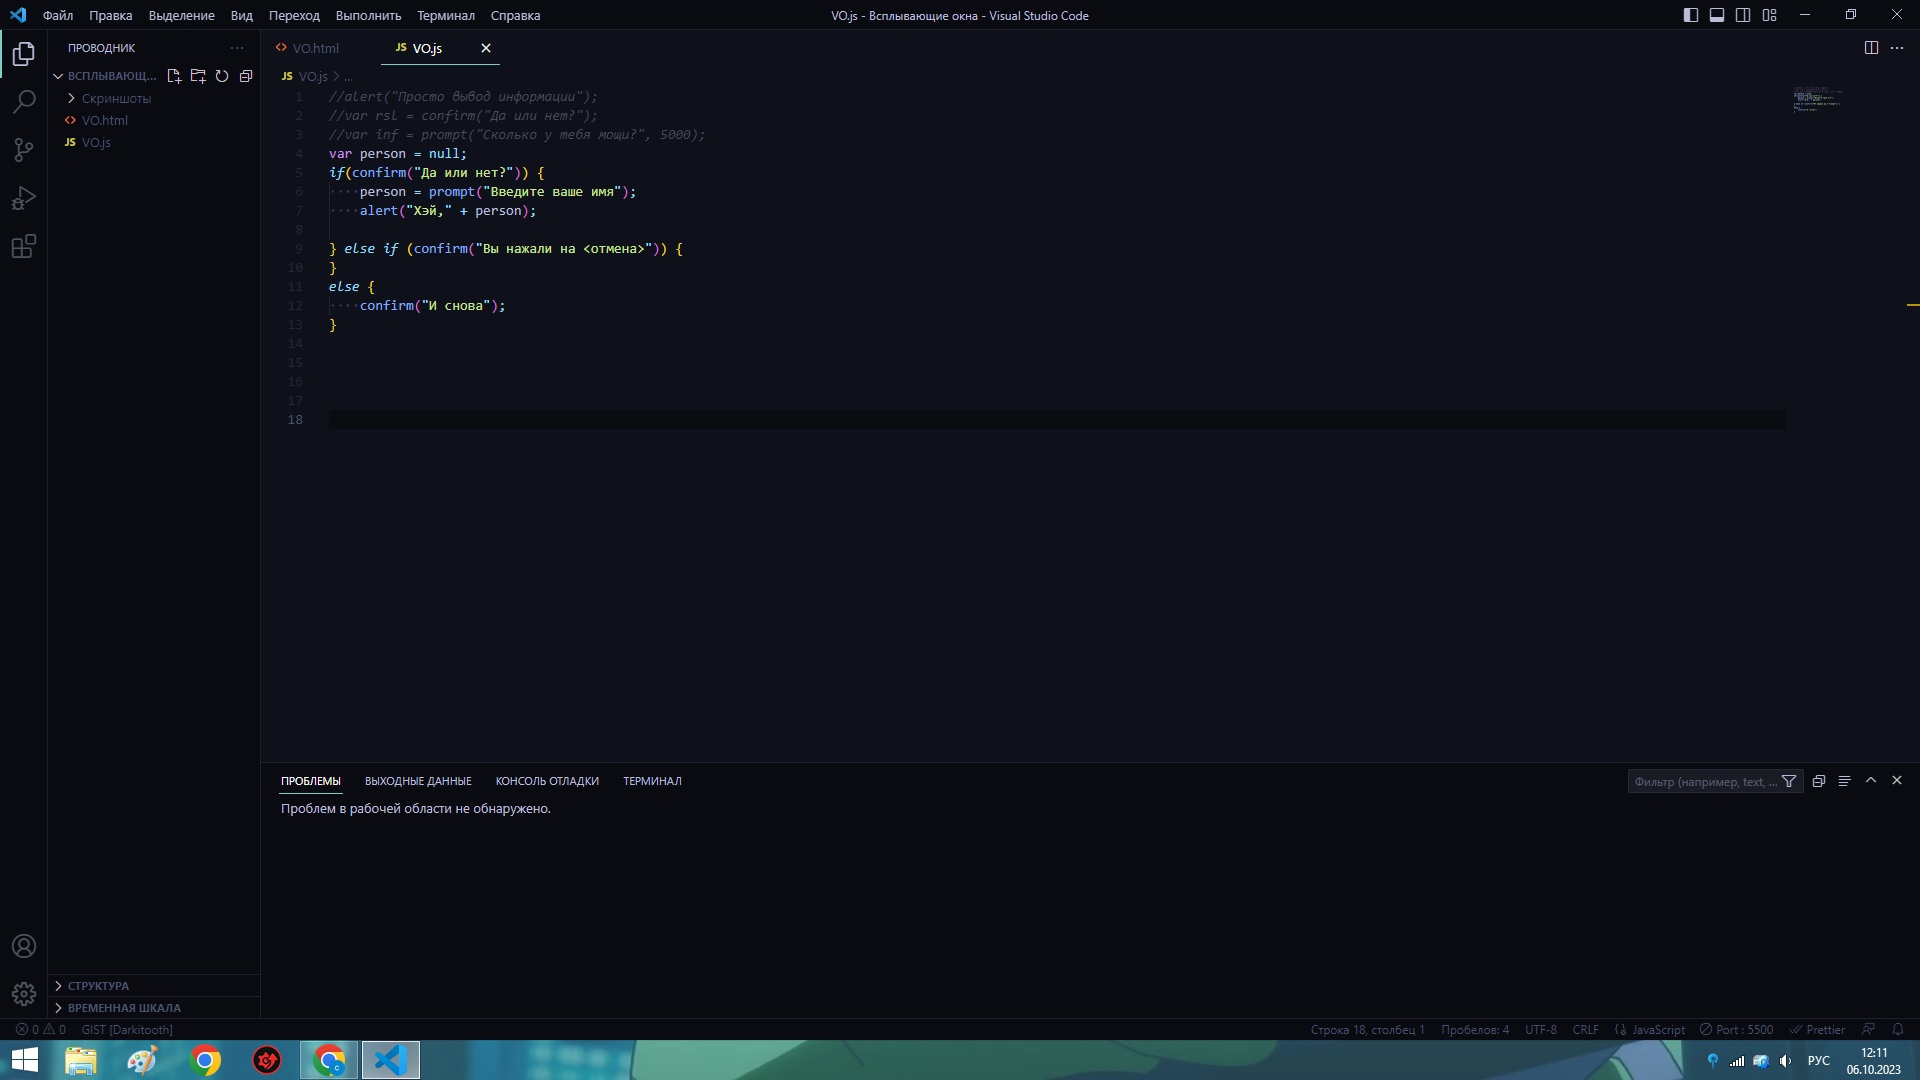 Файл Правка Выделение Вид Переход Выполнить Терминал Справка
VO.js - Всплывающие окна - Visual Studio Code
ПРОВОДНИК
ВСПЛЫВАЮЩ...
Скриншоты
VO.html
JS VO.js
VO.html
JS VO.js
JS VO.js > ...
1 //alert("Просто вывод информации");
2 //var rsl = confirm("Да или нет?");
3 //var inf = prompt("Сколько у тебя мощи?", 5000);
4 var person = null;
5 if(confirm("Да или нет?")) {
6 ····person = prompt("Введите ваше имя");
7 ····alert("Хэй," + person);
8
9 } else if (confirm("Вы нажали на <отмена>")) {
10 }
11 else {
12 ····confirm("И снова");
13 }
14
15
16
17
18
ПРОБЛЕМЫ ВЫХОДНЫЕ ДАННЫЕ КОНСОЛЬ ОТЛАДКИ ТЕРМИНАЛ
Фильтр (например, text, ...
Проблем в рабочей области не обнаружено.
СТРУКТУРА
ВРЕМЕННАЯ ШКАЛА
0 0 GIST [Darkitooth]
Строка 18, столбец 1 Пробелов: 4 UTF-8 CRLF JavaScript Port : 5500 Prettier
РУС
12:11
06.10.2023